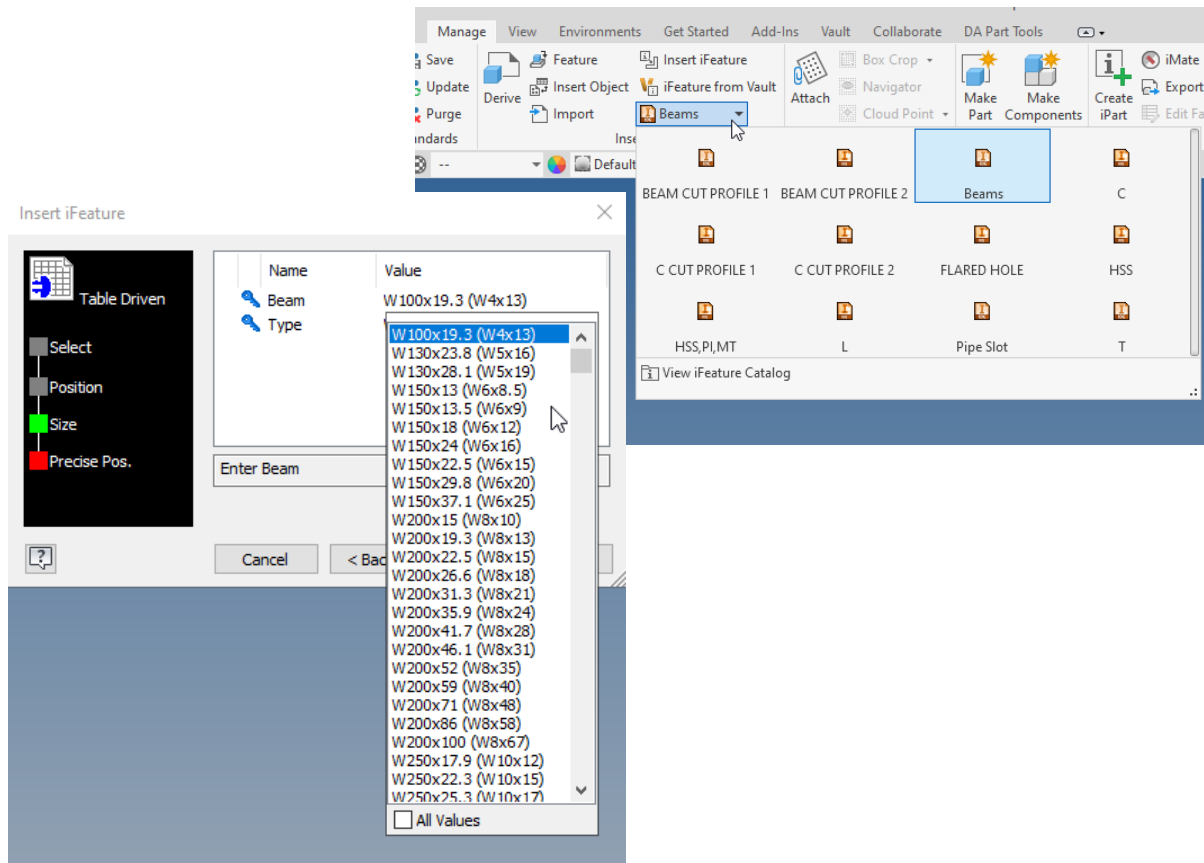 Manage View Environments Get Started Add-Ins Vault Collaborate DA Part Tools
Save Feature Insert iFeature Box Crop iMate
Update Insert Object iFeature from Vault Navigator Export
Derive Attach Make Part Make Components Create iPart
Purge Import Beams Cloud Point Edit Fa
-- Default
BEAM CUT PROFILE 1 BEAM CUT PROFILE 2 Beams C
C CUT PROFILE 1 C CUT PROFILE 2 FLARED HOLE HSS
HSS,PI,MT L Pipe Slot T
View iFeature Catalog
Insert iFeature
Table Driven
Select
Position
Size
Precise Pos.
Name Value
Beam W100x19.3 (W4x13)
Type
Enter Beam
Cancel < Bac
W100x19.3 (W4x13)
W130x23.8 (W5x16)
W130x28.1 (W5x19)
W150x13 (W6x8.5)
W150x13.5 (W6x9)
W150x18 (W6x12)
W150x24 (W6x16)
W150x22.5 (W6x15)
W150x29.8 (W6x20)
W150x37.1 (W6x25)
W200x15 (W8x10)
W200x19.3 (W8x13)
W200x22.5 (W8x15)
W200x26.6 (W8x18)
W200x31.3 (W8x21)
W200x35.9 (W8x24)
W200x41.7 (W8x28)
W200x46.1 (W8x31)
W200x52 (W8x35)
W200x59 (W8x40)
W200x71 (W8x48)
W200x86 (W8x58)
W200x100 (W8x67)
W250x17.9 (W10x12)
W250x22.3 (W10x15)
W250x25.3 (W10x17)
All Values